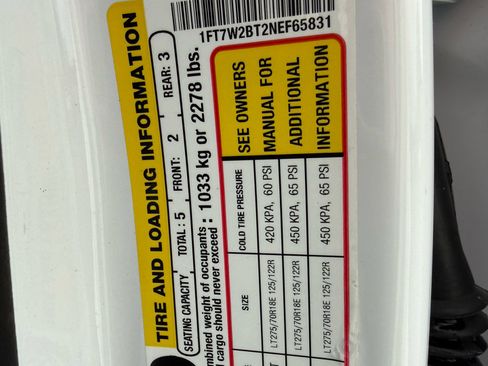 1FT7W2BT2NEF65831
TIRE AND LOADING INFORMATION
SEATING CAPACITY TOTAL: 5 FRONT: 2 REAR: 3
mbined weight of occupants : 1033 kg or 2278 lbs.
cargo should never exceed
SIZE COLD TIRE PRESSURE SEE OWNERS
LT275/70R18E 125/122R 420 KPA, 60 PSI MANUAL FOR
LT275/70R18E 125/122R 450 KPA, 65 PSI ADDITIONAL
LT275/70R18E 125/122R 450 KPA, 65 PSI INFORMATION